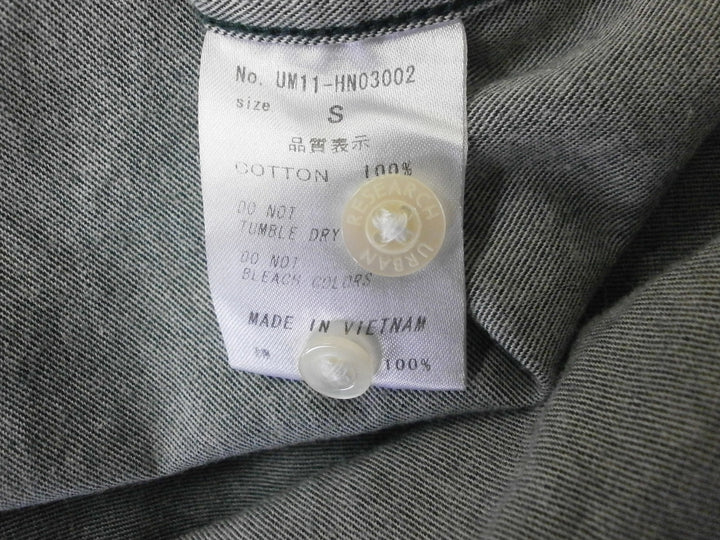 No. UM11-HN03002
size S
品質表示
COTTON 100%
DO NOT
TUMBLE DRY
DO NOT
BLEACH COLORS
MADE IN VIETNAM
綿 100%
URBAN RESEARCH